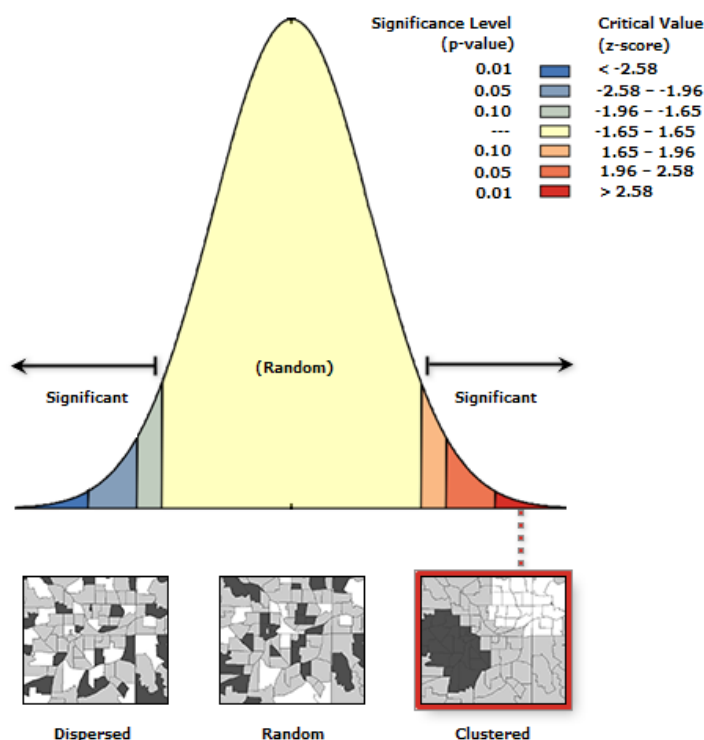 Significance Level Critical Value
(p-value) (z-score)
0.01 < -2.58
0.05 -2.58 – -1.96
0.10 -1.96 – -1.65
--- -1.65 – 1.65
0.10 1.65 – 1.96
0.05 1.96 – 2.58
0.01 > 2.58
(Random)
Significant Significant
Dispersed Random Clustered